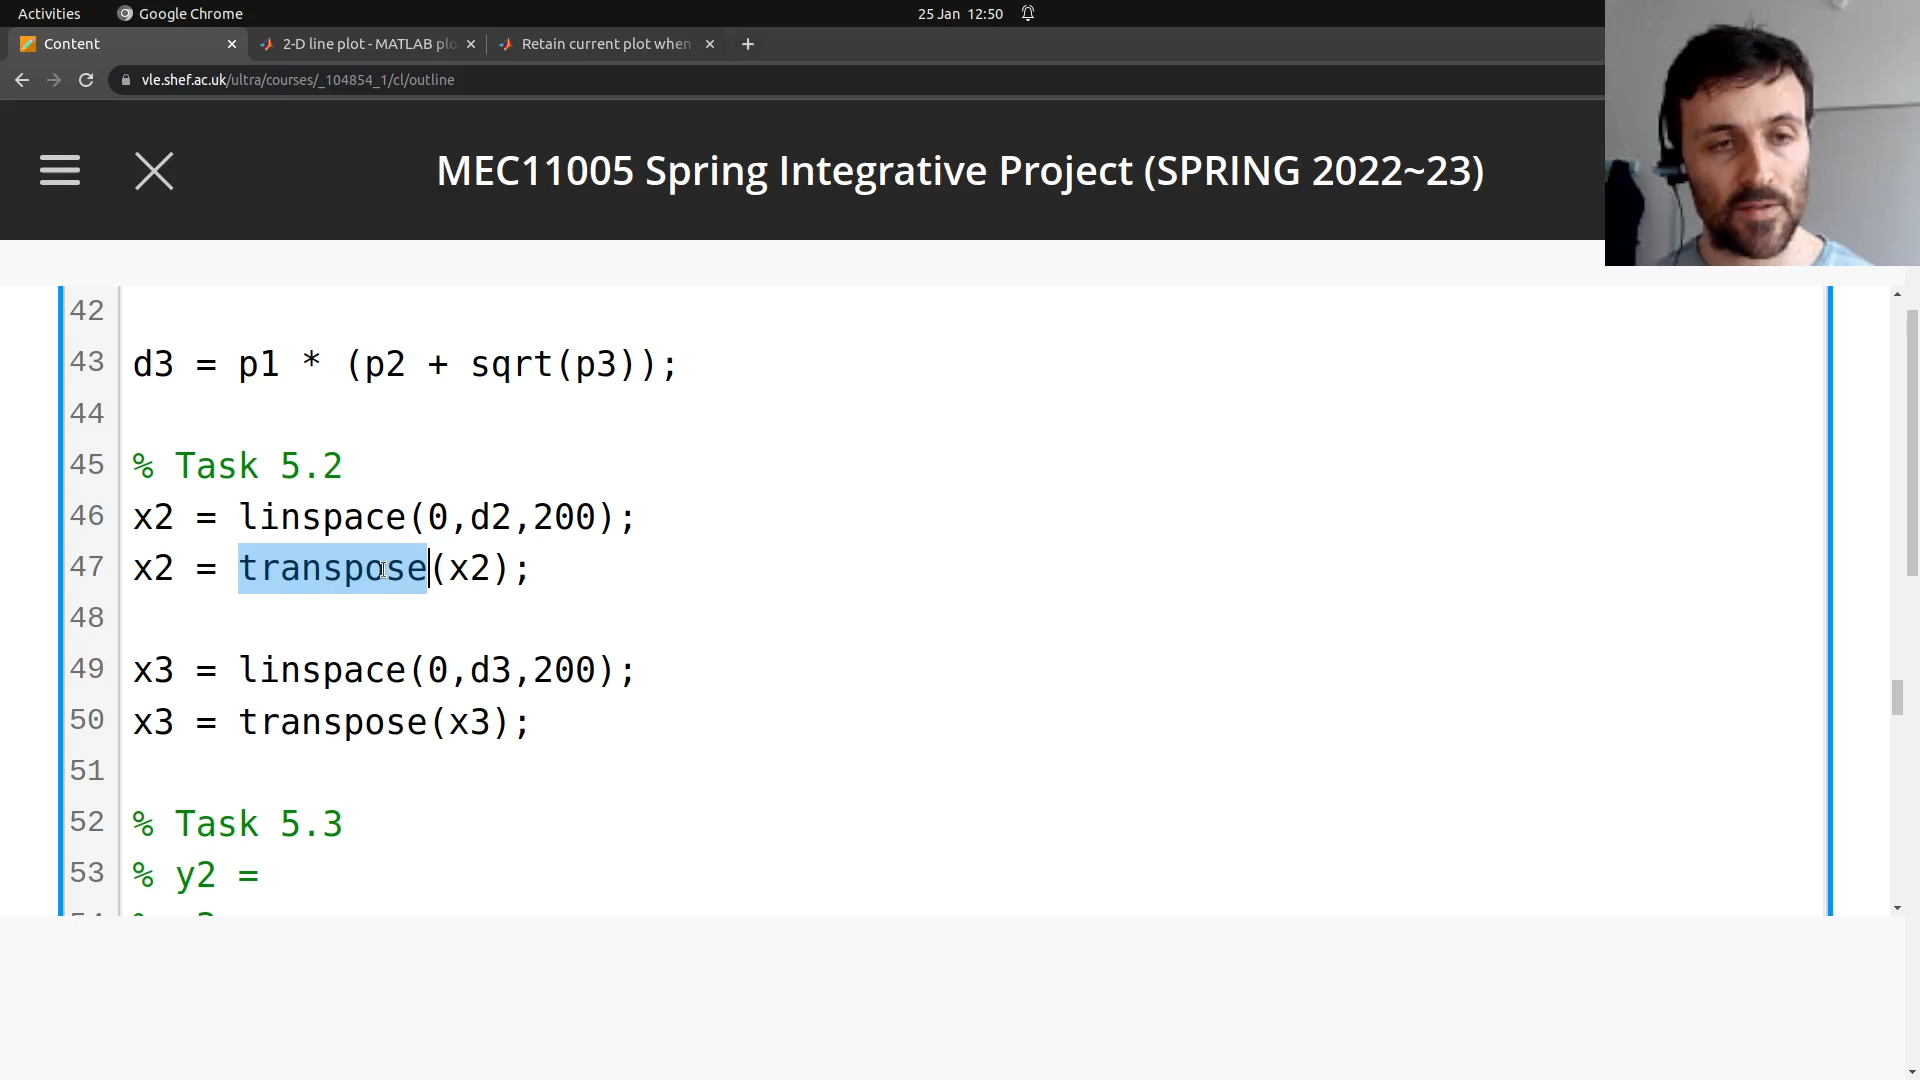 Activities Google Chrome 25 Jan 12:50
Content 2-D line plot - MATLAB plo Retain current plot when
vle.shef.ac.uk/ultra/courses/_104854_1/cl/outline
MEC11005 Spring Integrative Project (SPRING 2022~23)
42
43 d3 = p1 * (p2 + sqrt(p3));
44
45 % Task 5.2
46 x2 = linspace(0,d2,200);
47 x2 = transpose(x2);
48
49 x3 = linspace(0,d3,200);
50 x3 = transpose(x3);
51
52 % Task 5.3
53 % y2 =